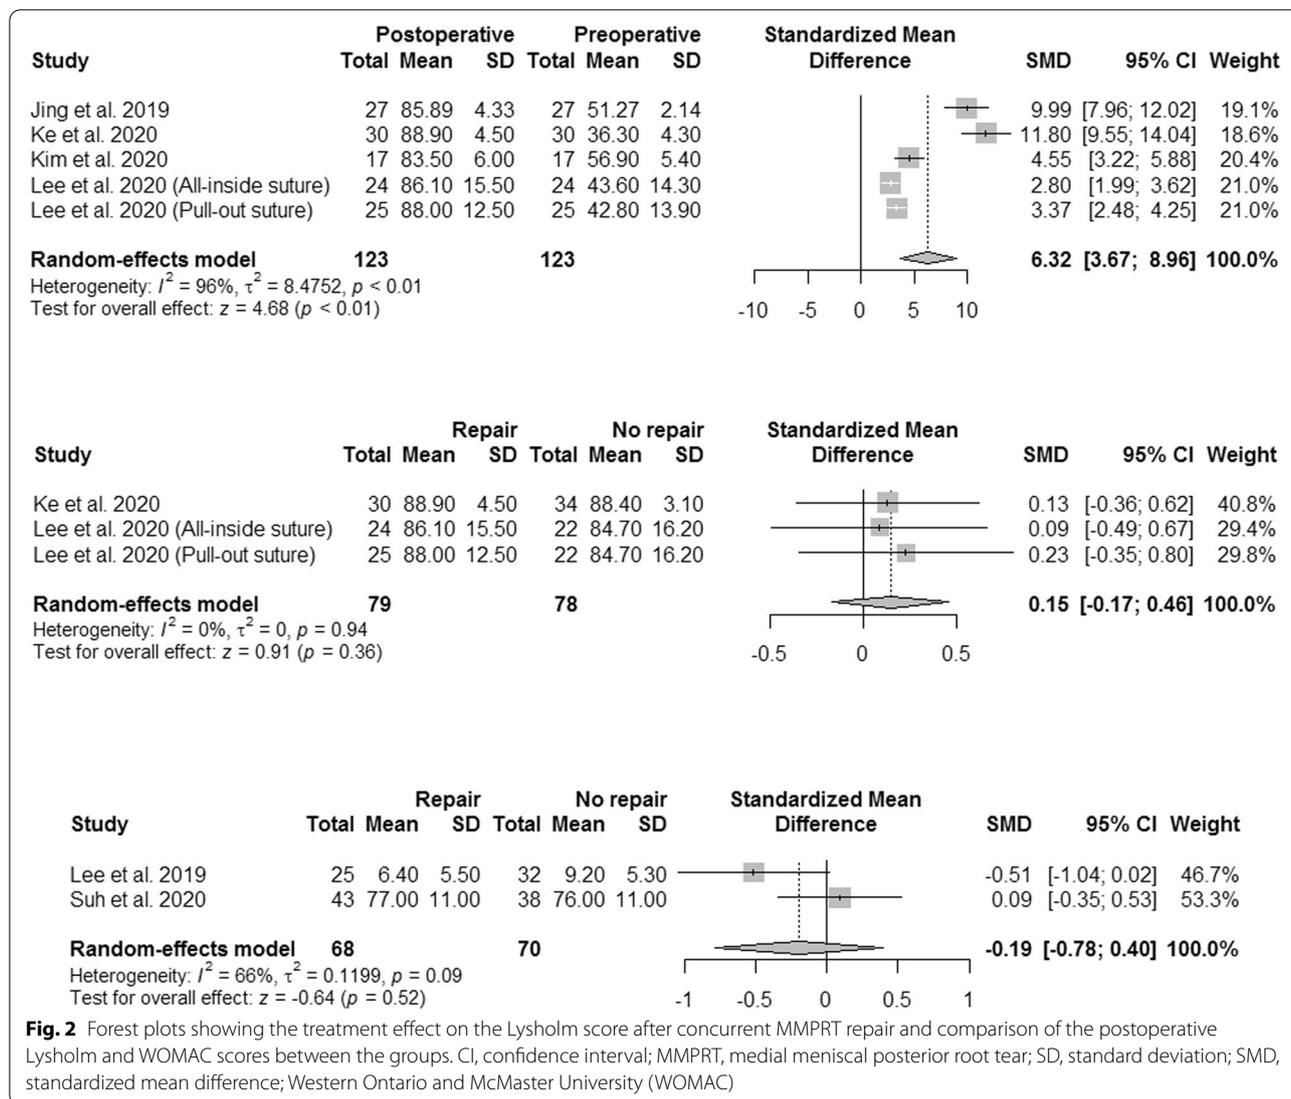 Postoperative Preoperative Standardized Mean
Study Total Mean SD Total Mean SD Difference SMD 95% CI Weight
Jing et al. 2019 27 85.89 4.33 27 51.27 2.14 9.99 [7.96; 12.02] 19.1%
Ke et al. 2020 30 88.90 4.50 30 36.30 4.30 11.80 [9.55; 14.04] 18.6%
Kim et al. 2020 17 83.50 6.00 17 56.90 5.40 4.55 [3.22; 5.88] 20.4%
Lee et al. 2020 (All-inside suture) 24 86.10 15.50 24 43.60 14.30 2.80 [1.99; 3.62] 21.0%
Lee et al. 2020 (Pull-out suture) 25 88.00 12.50 25 42.80 13.90 3.37 [2.48; 4.25] 21.0%
Random-effects model 123 123 6.32 [3.67; 8.96] 100.0%
Heterogeneity: I² = 96%, τ² = 8.4752, p < 0.01
Test for overall effect: z = 4.68 (p < 0.01)
-10 -5 0 5 10
Repair No repair Standardized Mean
Study Total Mean SD Total Mean SD Difference SMD 95% CI Weight
Ke et al. 2020 30 88.90 4.50 34 88.40 3.10 0.13 [-0.36; 0.62] 40.8%
Lee et al. 2020 (All-inside suture) 24 86.10 15.50 22 84.70 16.20 0.09 [-0.49; 0.67] 29.4%
Lee et al. 2020 (Pull-out suture) 25 88.00 12.50 22 84.70 16.20 0.23 [-0.35; 0.80] 29.8%
Random-effects model 79 78 0.15 [-0.17; 0.46] 100.0%
Heterogeneity: I² = 0%, τ² = 0, p = 0.94
Test for overall effect: z = 0.91 (p = 0.36)
-0.5 0 0.5
Repair No repair Standardized Mean
Study Total Mean SD Total Mean SD Difference SMD 95% CI Weight
Lee et al. 2019 25 6.40 5.50 32 9.20 5.30 -0.51 [-1.04; 0.02] 46.7%
Suh et al. 2020 43 77.00 11.00 38 76.00 11.00 0.09 [-0.35; 0.53] 53.3%
Random-effects model 68 70 -0.19 [-0.78; 0.40] 100.0%
Heterogeneity: I² = 66%, τ² = 0.1199, p = 0.09
Test for overall effect: z = -0.64 (p = 0.52)
-1 -0.5 0 0.5 1
Fig. 2 Forest plots showing the treatment effect on the Lysholm score after concurrent MMPRT repair and comparison of the postoperative
Lysholm and WOMAC scores between the groups. CI, confidence interval; MMPRT, medial meniscal posterior root tear; SD, standard deviation; SMD,
standardized mean difference; Western Ontario and McMaster University (WOMAC)